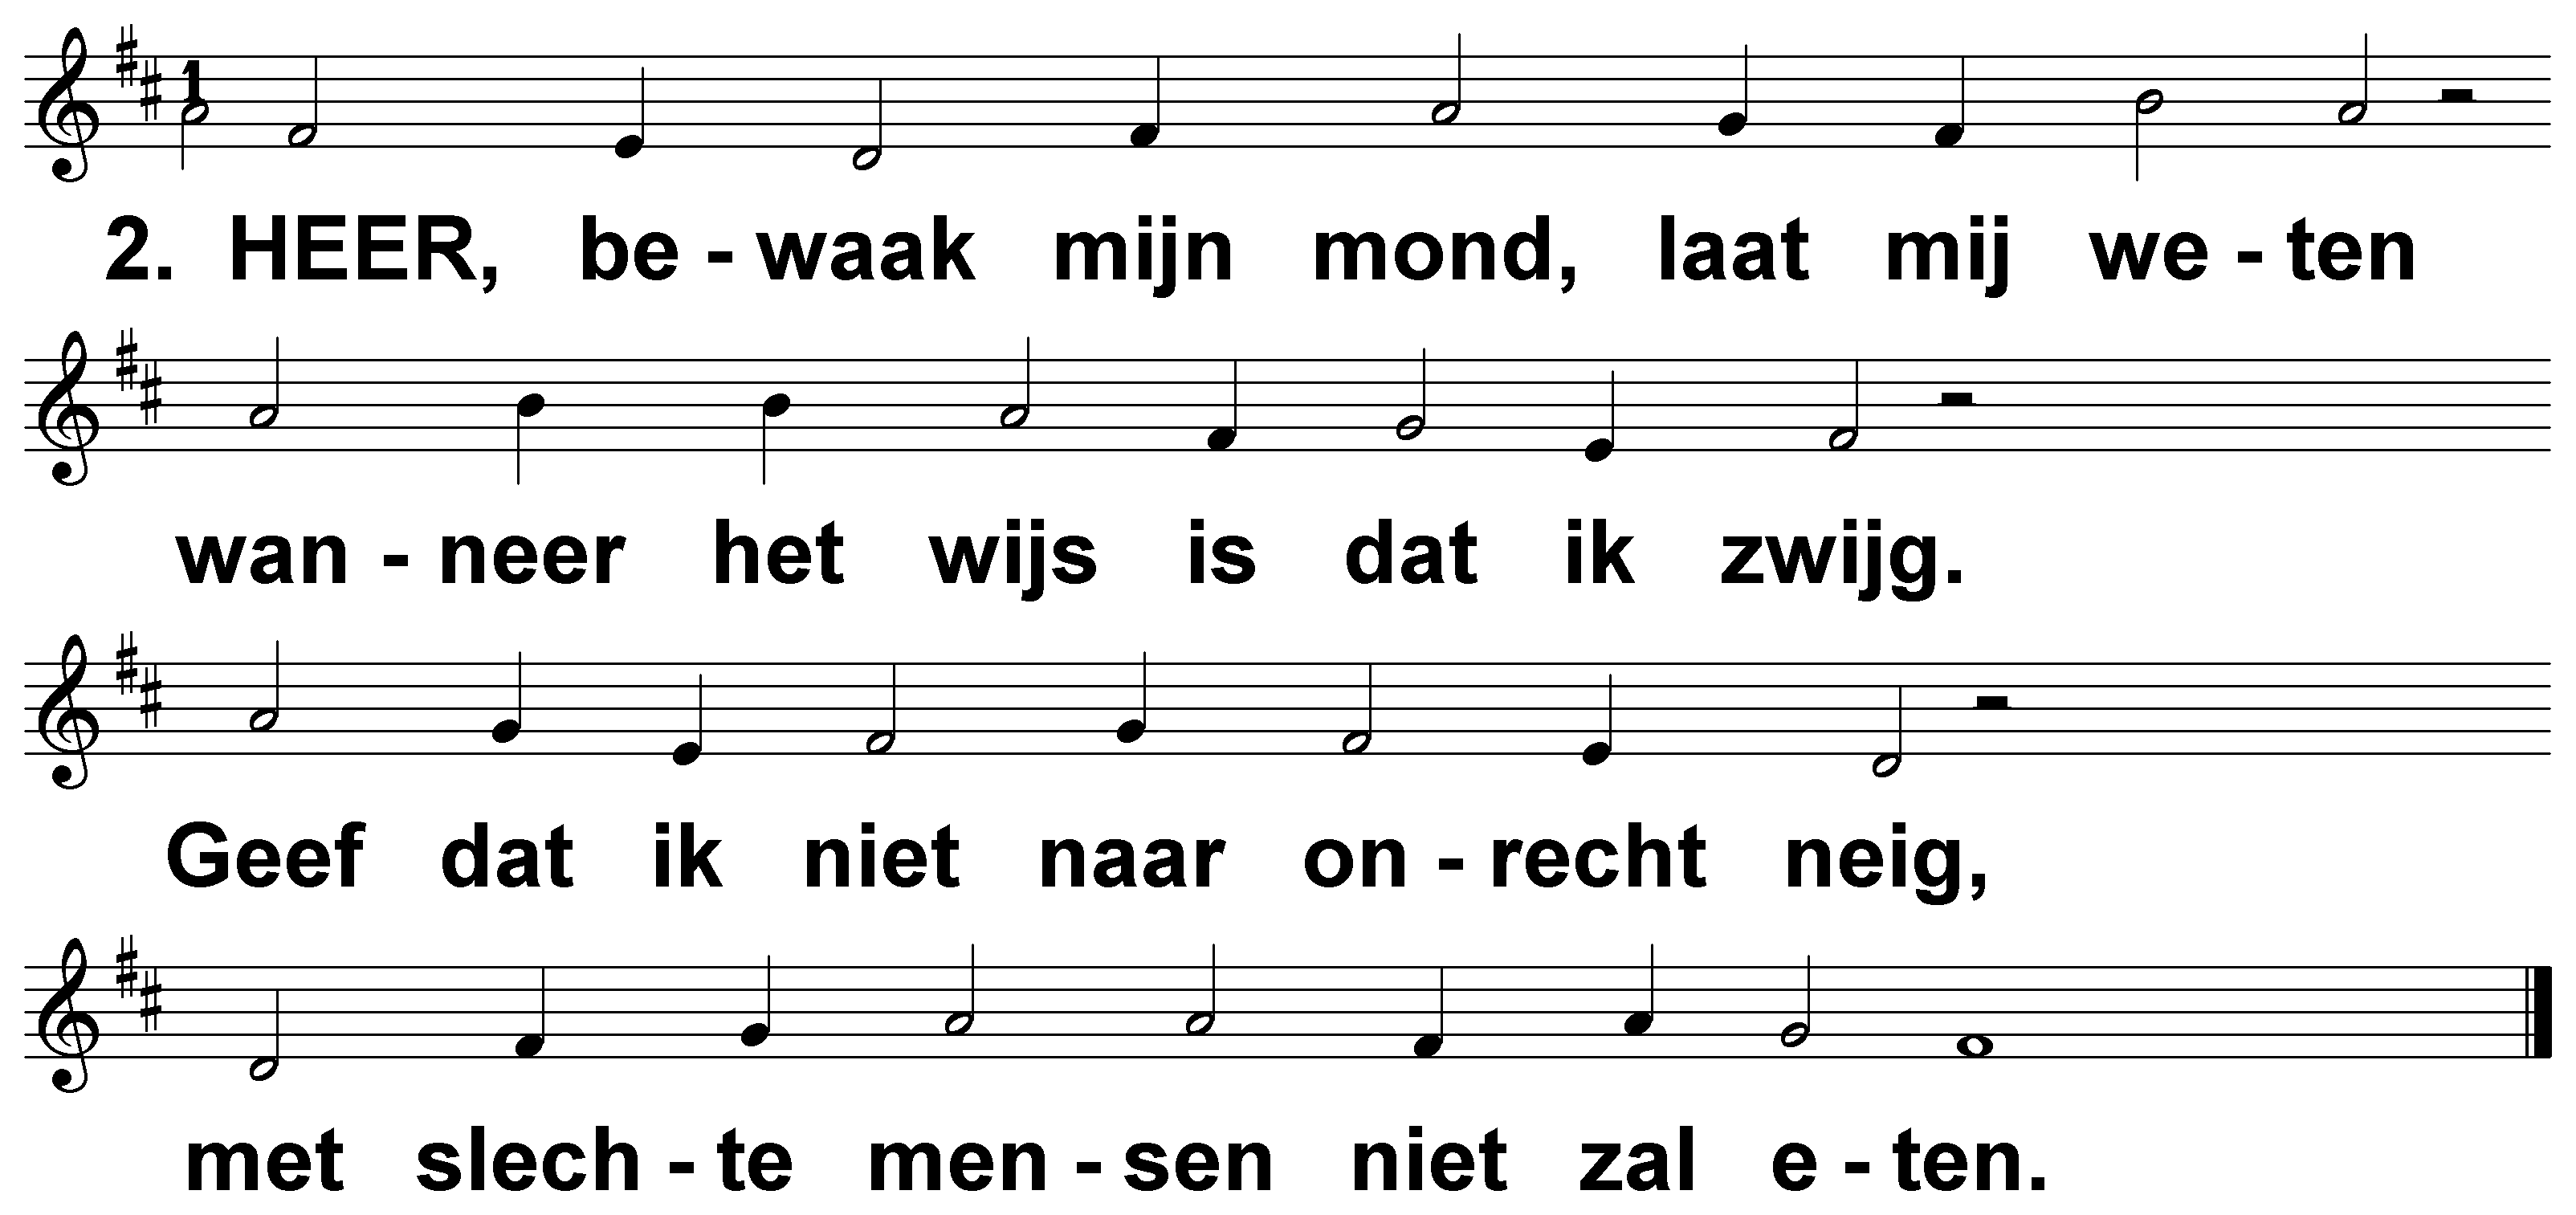 1
2. HEER, be - waak mijn mond, laat mij we - ten
wan - neer het wijs is dat ik zwijg.
Geef dat ik niet naar on - recht neig,
met slech - te men - sen niet zal e - ten.